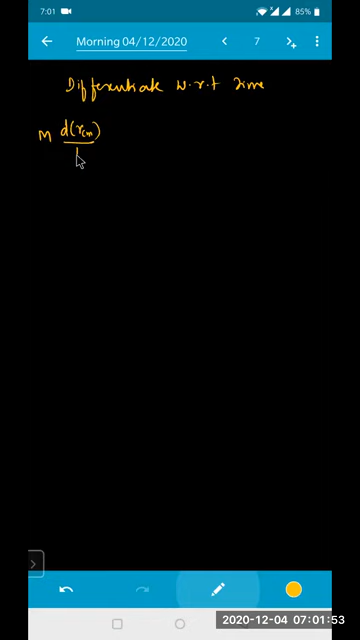 7:01
85%
Morning 04/12/2020
7
Differentiate w.r.t time
M d(rcm)
2020-12-04 07:01:53